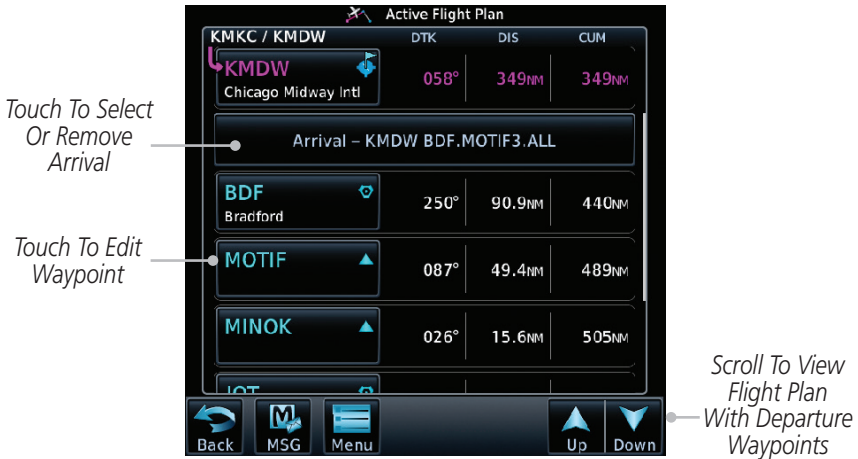 Active Flight Plan
KMKC / KMDW DTK DIS CUM
KMDW 058° 349NM 349NM
Chicago Midway Intl
Touch To Select
Or Remove
Arrival
Arrival – KMDW BDF.MOTIF3.ALL
BDF 250° 90.9NM 440NM
Bradford
Touch To Edit
Waypoint
MOTIF 087° 49.4NM 489NM
MINOK 026° 15.6NM 505NM
JOT
Scroll To View
Flight Plan
With Departure
Waypoints
Back MSG Menu Up Down